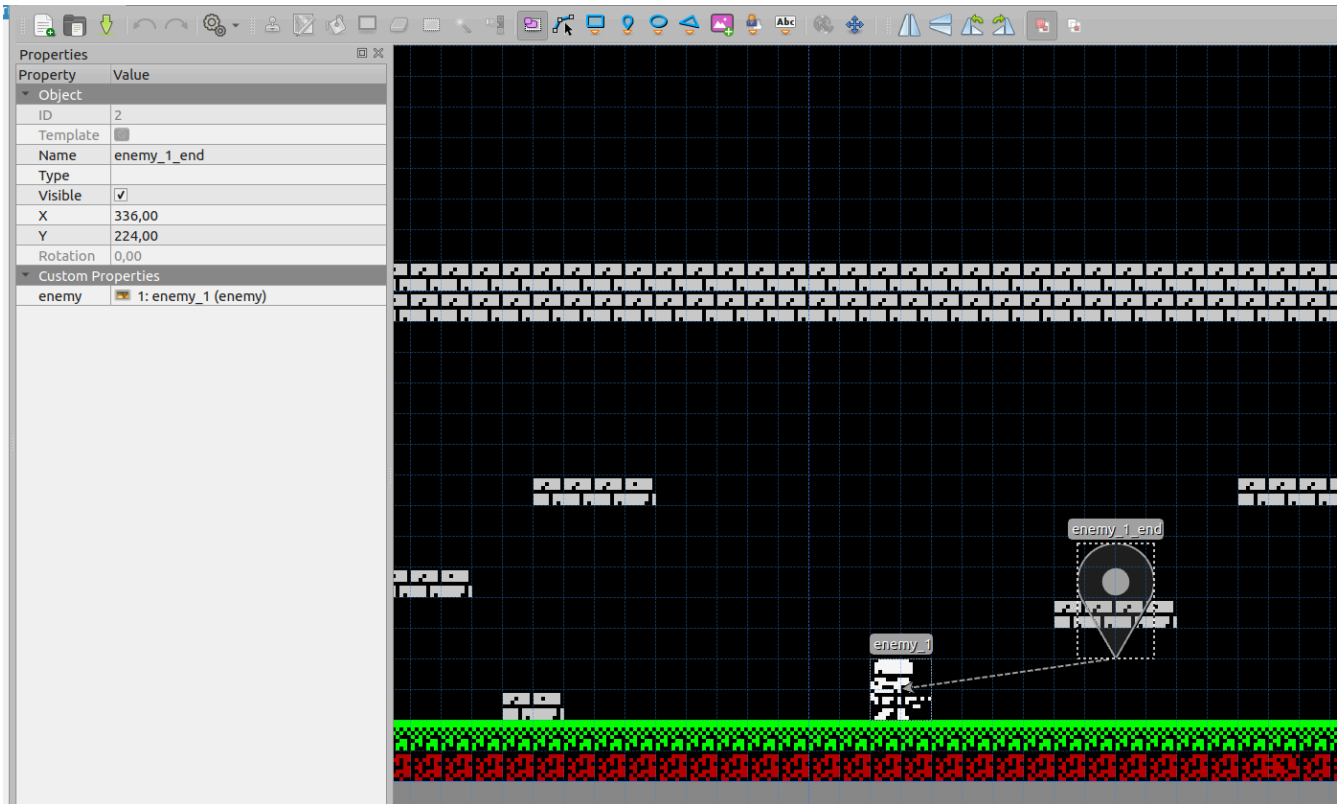 Abc
Properties
Property Value
Object
ID 2
Template
Name enemy_1_end
Type
Visible
X 336,00
Y 224,00
Rotation 0,00
Custom Properties
enemy 1: enemy_1 (enemy)
enemy_1_end
enemy_1